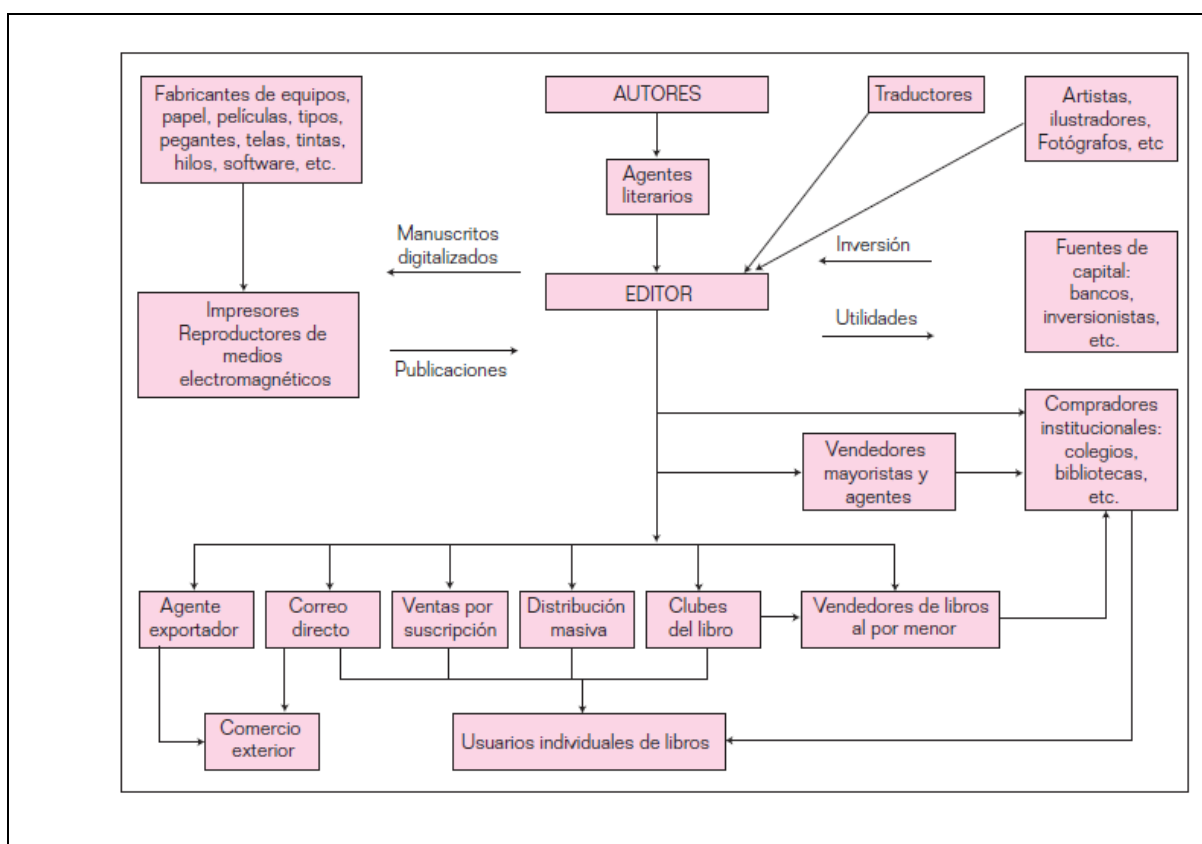 Fabricantes de equipos,
papel, películas, tipos,
pegantes, telas, tintas,
hilos, software, etc.
AUTORES
Traductores
Artistas,
ilustradores,
Fotógrafos, etc
Agentes
literarios
Manuscritos
digitalizados
Inversión
Fuentes de
capital:
bancos,
inversionistas,
etc.
EDITOR
Impresores
Reproductores de
medios
electromagnéticos
Utilidades
Publicaciones
Compradores
institucionales:
colegios,
bibliotecas,
etc.
Vendedores
mayoristas y
agentes
Agente
exportador
Correo
directo
Ventas por
suscripción
Distribución
masiva
Clubes
del libro
Vendedores de libros
al por menor
Comercio
exterior
Usuarios individuales de libros